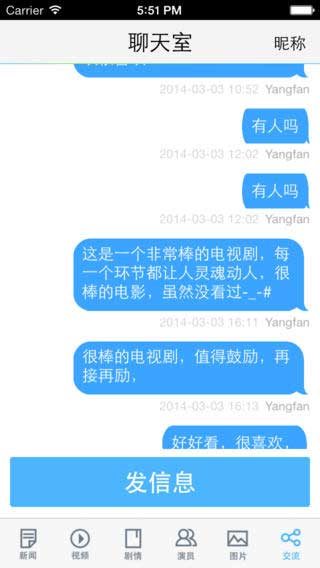 Carrier 5:51 PM
聊天室 昵称
2014-03-03 10:52 Yangfan
有人吗
2014-03-03 12:02 Yangfan
有人吗
2014-03-03 12:02 Yangfan
这是一个非常棒的电视剧，每
一个环节都让人灵魂动人，很
棒的电影，虽然没看过-_-#
2014-03-03 16:11 Yangfan
很棒的电视剧，值得鼓励，再
接再励，
2014-03-03 16:13 Yangfan
好好看，很喜欢，
发信息
新闻 视频 剧情 演员 图片 交流